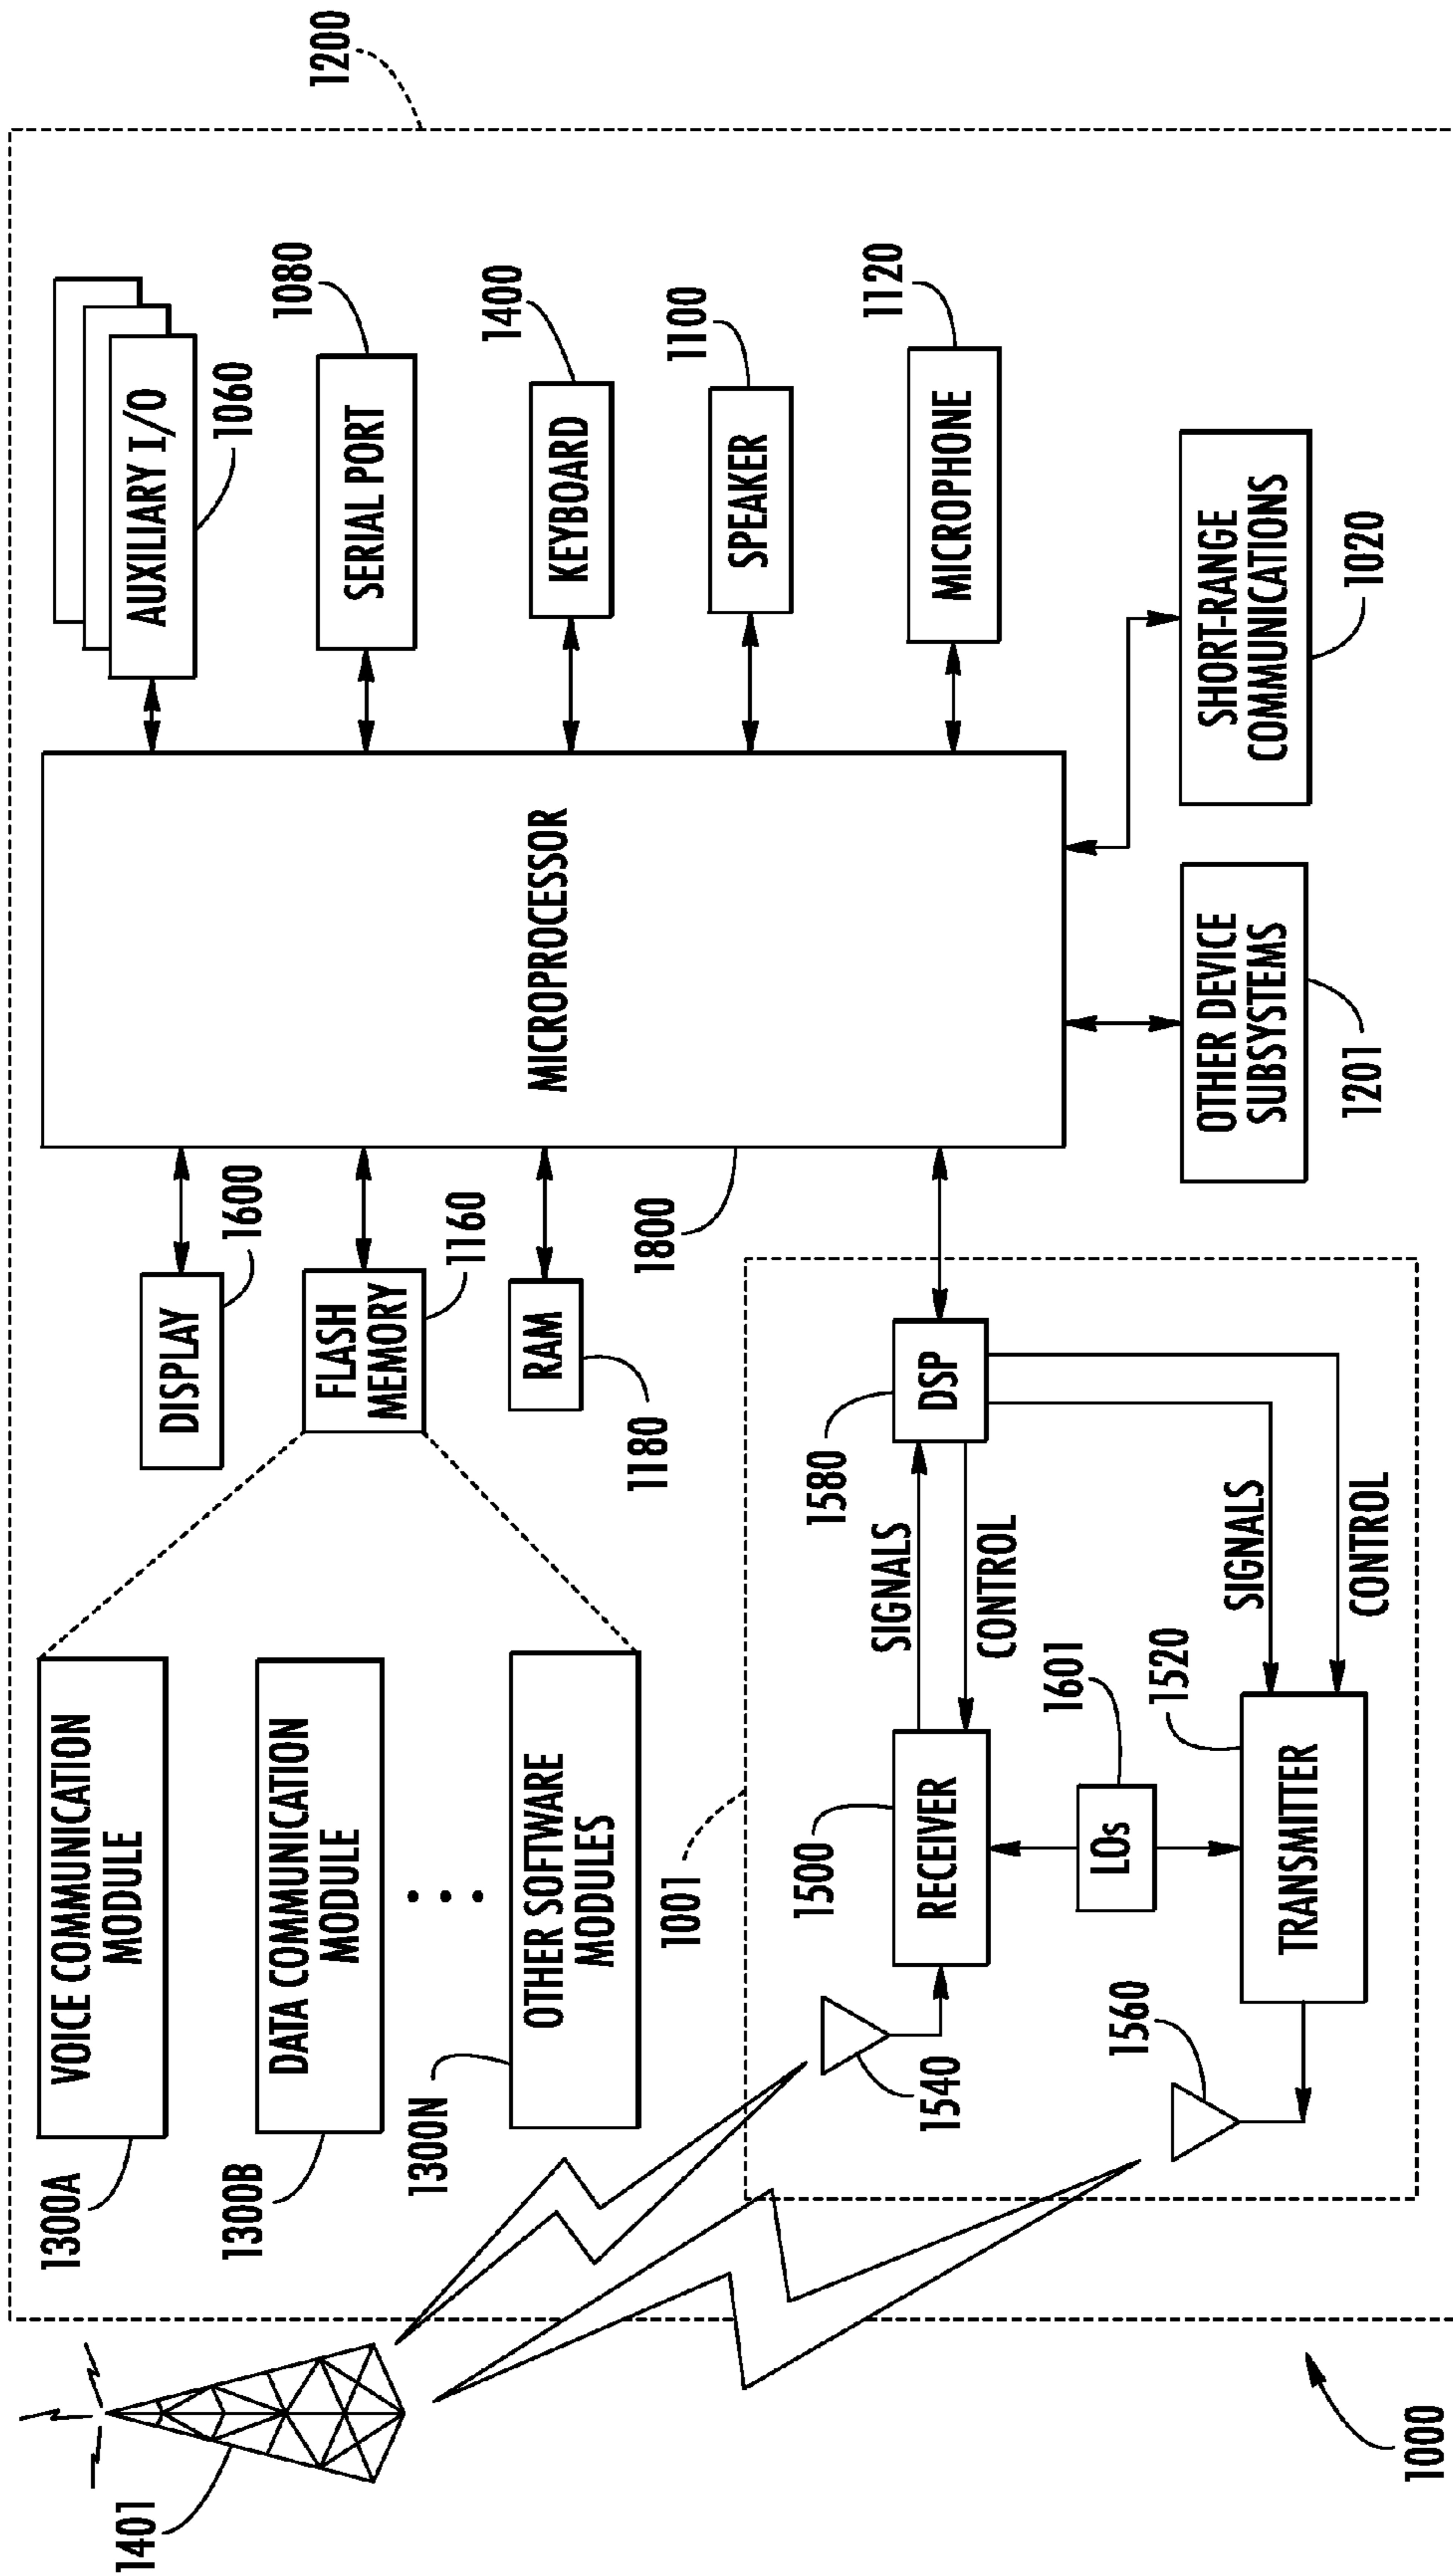 1200
AUXILIARY I/O
1060
SERIAL PORT
1080
KEYBOARD
1400
SPEAKER
1100
MICROPHONE
1120
SHORT-RANGE
COMMUNICATIONS
1020
OTHER DEVICE
SUBSYSTEMS
1201
MICROPROCESSOR
1800
DISPLAY
1600
FLASH
MEMORY
1160
RAM
1180
VOICE COMMUNICATION
MODULE
1300A
DATA COMMUNICATION
MODULE
1300B
OTHER SOFTWARE
MODULES
1300N
1001
DSP
1580
SIGNALS
CONTROL
SIGNALS
CONTROL
RECEIVER
1500
LOs
1601
TRANSMITTER
1520
1540
1560
1401
1000